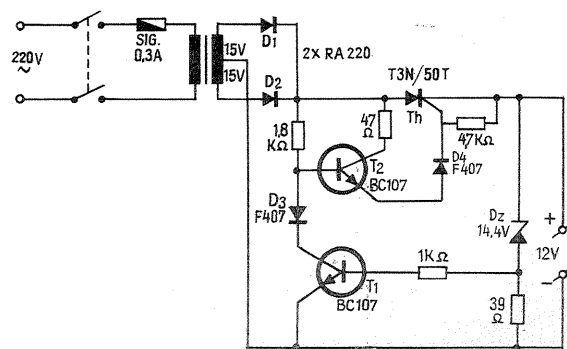 SIG.
0,3A
220V
~
15V
15V
D1
2x RA 220
D2
T3N/50T
Th
1,8
KΩ
47
Ω
47KΩ
T2
BC107
D4
F407
D3
F407
Dz
14,4V
+
12V
–
1KΩ
T1
BC107
39
Ω